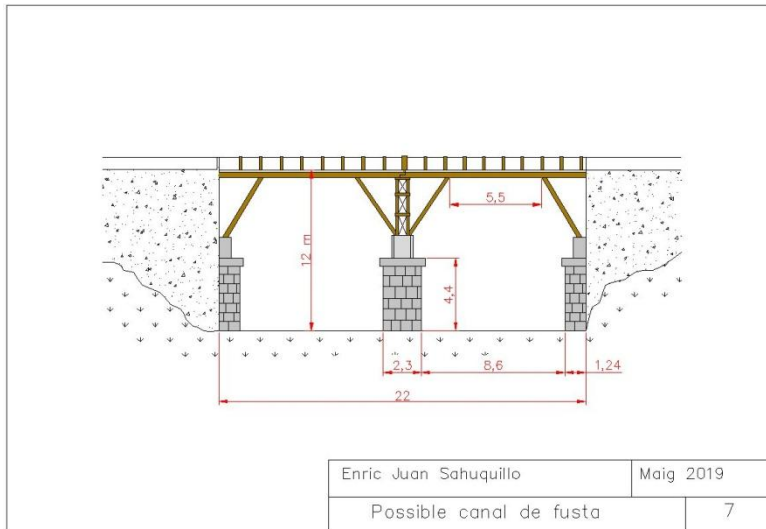 5,5
12 m
4,4
2,3
8,6
1,24
22
Enric Juan Sahuquillo
Maig 2019
Possible canal de fusta
7